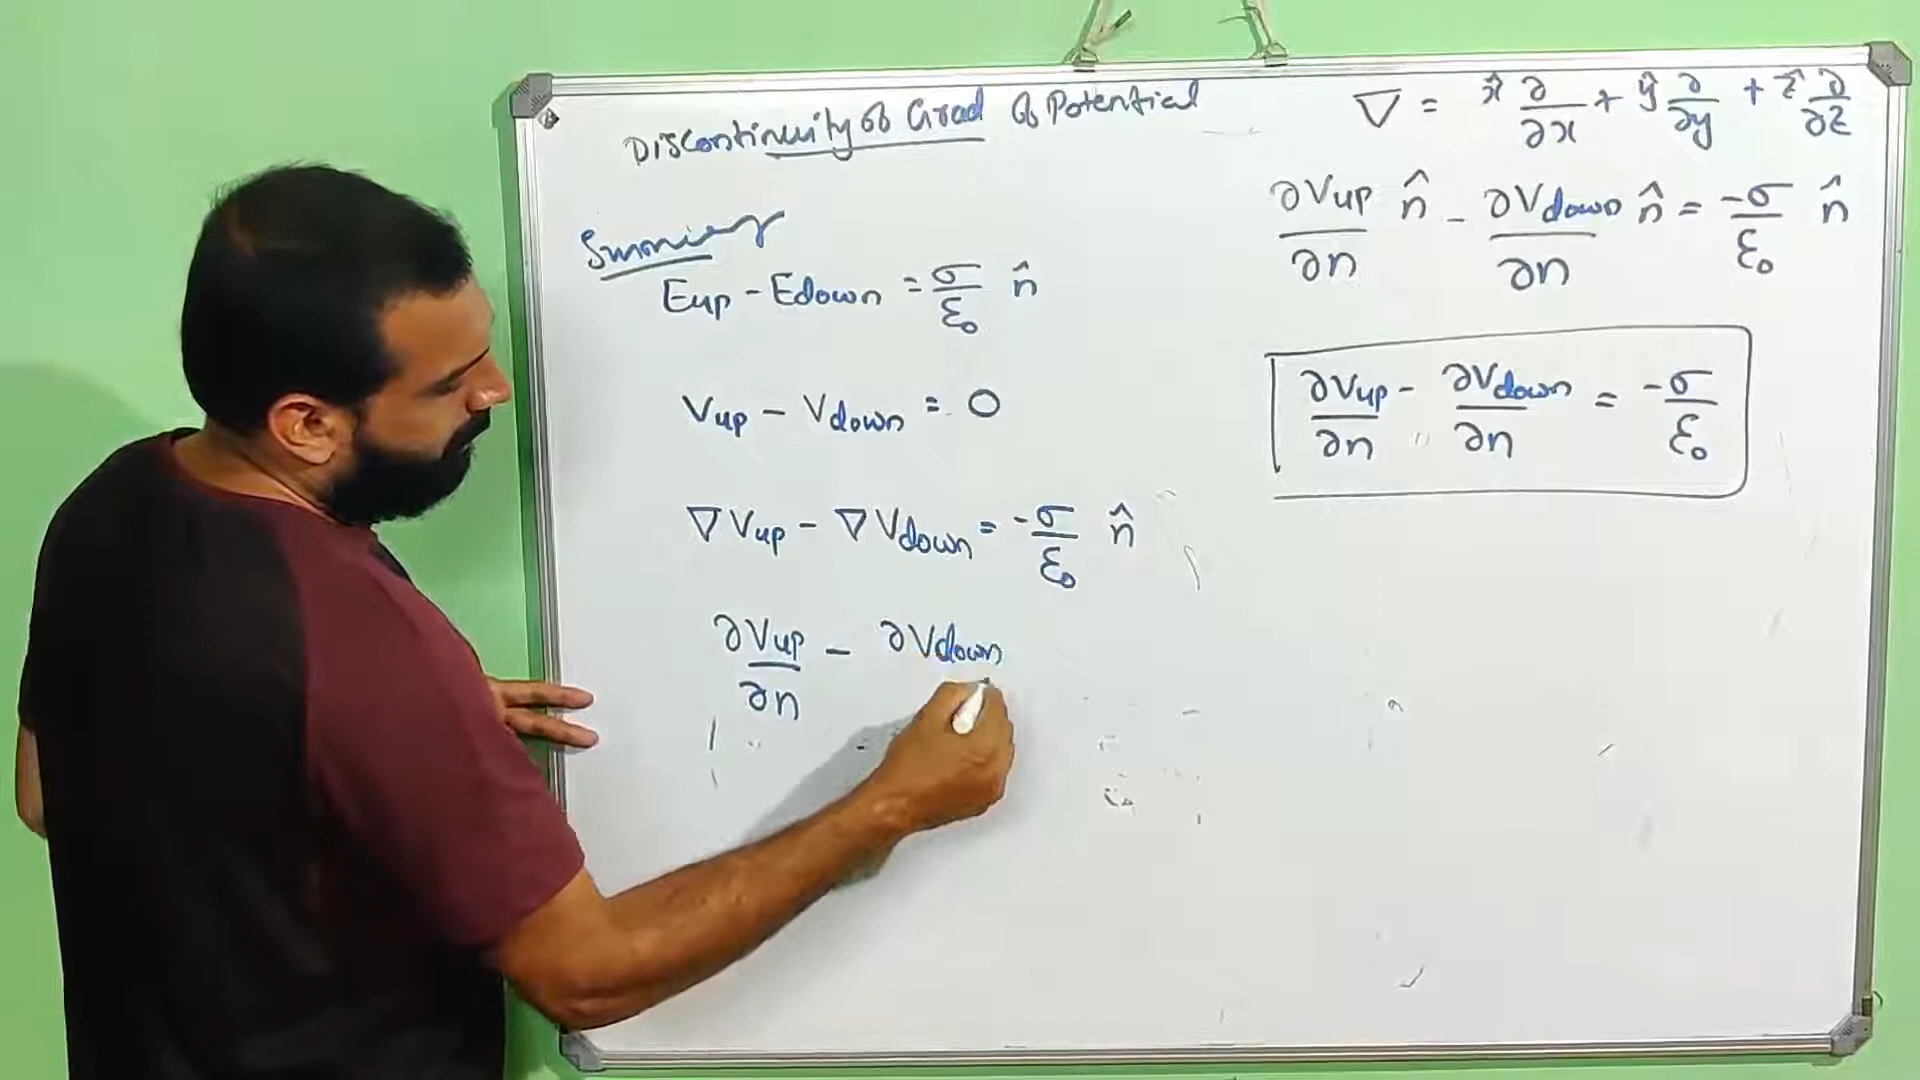 Discontinuity of Grad of Potential
∇ = x̂ ∂/∂x + ŷ ∂/∂y + ẑ ∂/∂z
∂Vup/∂n n̂ - ∂Vdown/∂n n̂ = -σ/ε₀ n̂
∂Vup/∂n - ∂Vdown/∂n = -σ/ε₀
Eup - Edown = σ/ε₀ n̂
Vup - Vdown = 0
∇Vup - ∇Vdown = -σ/ε₀ n̂
∂Vup/∂n - ∂Vdown